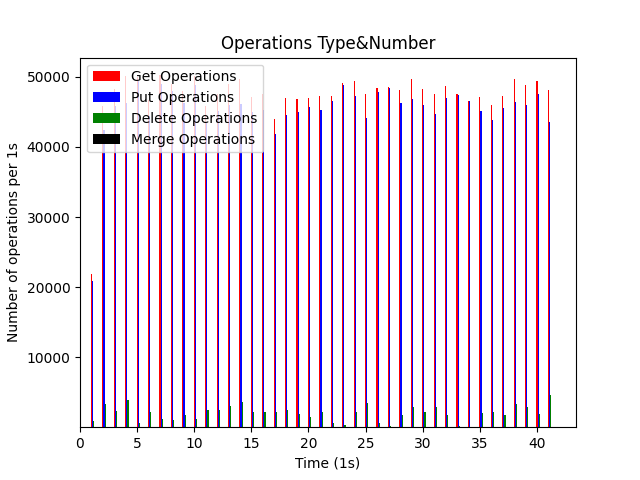 Operations Type&Number
Get Operations
Put Operations
Delete Operations
Merge Operations
Number of operations per 1s
50000
40000
30000
20000
10000
0 5 10 15 20 25 30 35 40
Time (1s)